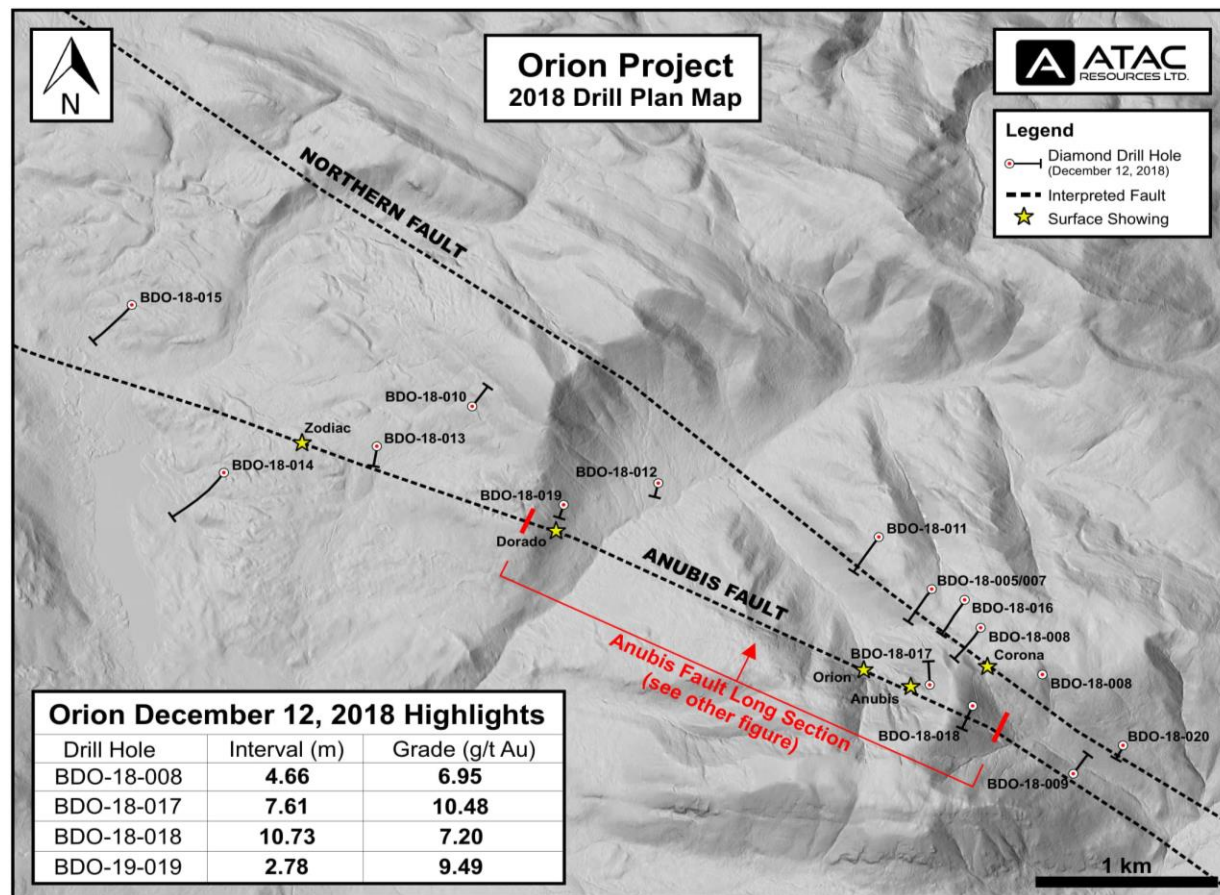 N
Orion Project
2018 Drill Plan Map
A ATAC
RESOURCES LTD.
Legend
Diamond Drill Hole
(December 12, 2018)
Interpreted Fault
Surface Showing
NORTHERN FAULT
BDO-18-015
BDO-18-010
Zodiac
BDO-18-013
BDO-18-014
BDO-18-012
BDO-18-019
Dorado
BDO-18-011
ANUBIS FAULT
BDO-18-005/007
BDO-18-016
BDO-18-008
Corona
BDO-18-017
Orion
Anubis
BDO-18-008
BDO-18-018
BDO-18-020
BDO-18-009
Anubis Fault Long Section
(see other figure)
Orion December 12, 2018 Highlights
Drill Hole Interval (m) Grade (g/t Au)
BDO-18-008 4.66 6.95
BDO-18-017 7.61 10.48
BDO-18-018 10.73 7.20
BDO-19-019 2.78 9.49
1 km